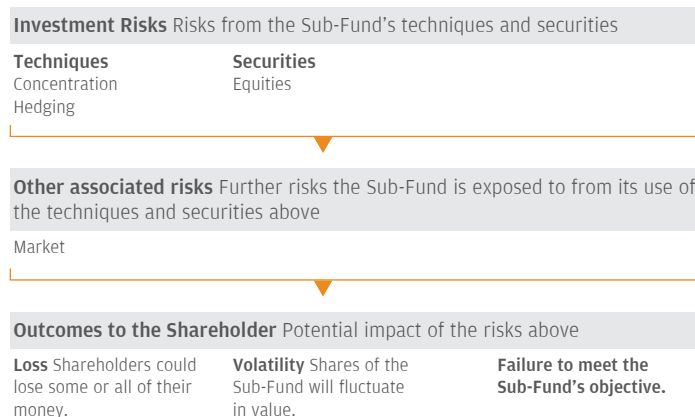 Investment Risks Risks from the Sub-Fund's techniques and securities
Techniques
Concentration
Hedging
Securities
Equities
Other associated risks Further risks the Sub-Fund is exposed to from its use of
the techniques and securities above
Market
Outcomes to the Shareholder Potential impact of the risks above
Loss Shareholders could
lose some or all of their
money.
Volatility Shares of the
Sub-Fund will fluctuate
in value.
Failure to meet the
Sub-Fund's objective.